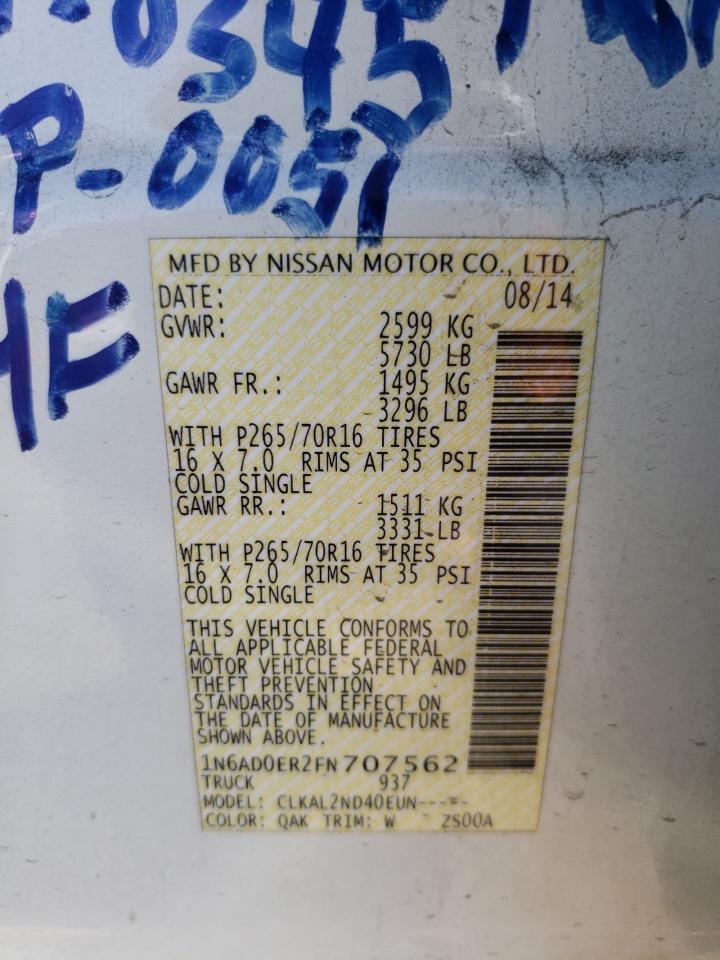 0545
P-0051
HF
MFD BY NISSAN MOTOR CO., LTD.
DATE: 08/14
GVWR: 2599 KG
5730 LB
GAWR FR.: 1495 KG
3296 LB
WITH P265/70R16 TIRES
16 X 7.0 RIMS AT 35 PSI
COLD SINGLE
GAWR RR.: 1511 KG
3331 LB
WITH P265/70R16 TIRES
16 X 7.0 RIMS AT 35 PSI
COLD SINGLE
THIS VEHICLE CONFORMS TO
ALL APPLICABLE FEDERAL
MOTOR VEHICLE SAFETY AND
THEFT PREVENTION
STANDARDS IN EFFECT ON
THE DATE OF MANUFACTURE
SHOWN ABOVE.
1N6AD0ER2FN707562
TRUCK 937
MODEL: CLKAL2ND40EUN-----
COLOR: QAK TRIM: W ZS00A